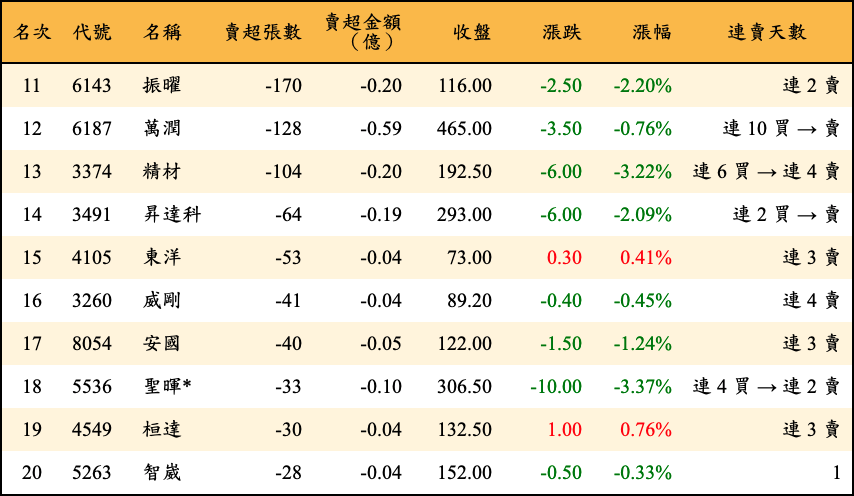 名次 代號 名稱 賣超張數 賣超金額（億） 收盤 漲跌 漲幅 連賣天數
11 6143 振曜 -170 -0.20 116.00 -2.50 -2.20% 連 2 賣
12 6187 萬潤 -128 -0.59 465.00 -3.50 -0.76% 連 10 買 → 賣
13 3374 精材 -104 -0.20 192.50 -6.00 -3.22% 連 6 買 → 連 4 賣
14 3491 昇達科 -64 -0.19 293.00 -6.00 -2.09% 連 2 買 → 賣
15 4105 東洋 -53 -0.04 73.00 0.30 0.41% 連 3 賣
16 3260 威剛 -41 -0.04 89.20 -0.40 -0.45% 連 4 賣
17 8054 安國 -40 -0.05 122.00 -1.50 -1.24% 連 3 賣
18 5536 聖暉* -33 -0.10 306.50 -10.00 -3.37% 連 4 買 → 連 2 賣
19 4549 桓達 -30 -0.04 132.50 1.00 0.76% 連 3 賣
20 5263 智崴 -28 -0.04 152.00 -0.50 -0.33% 1